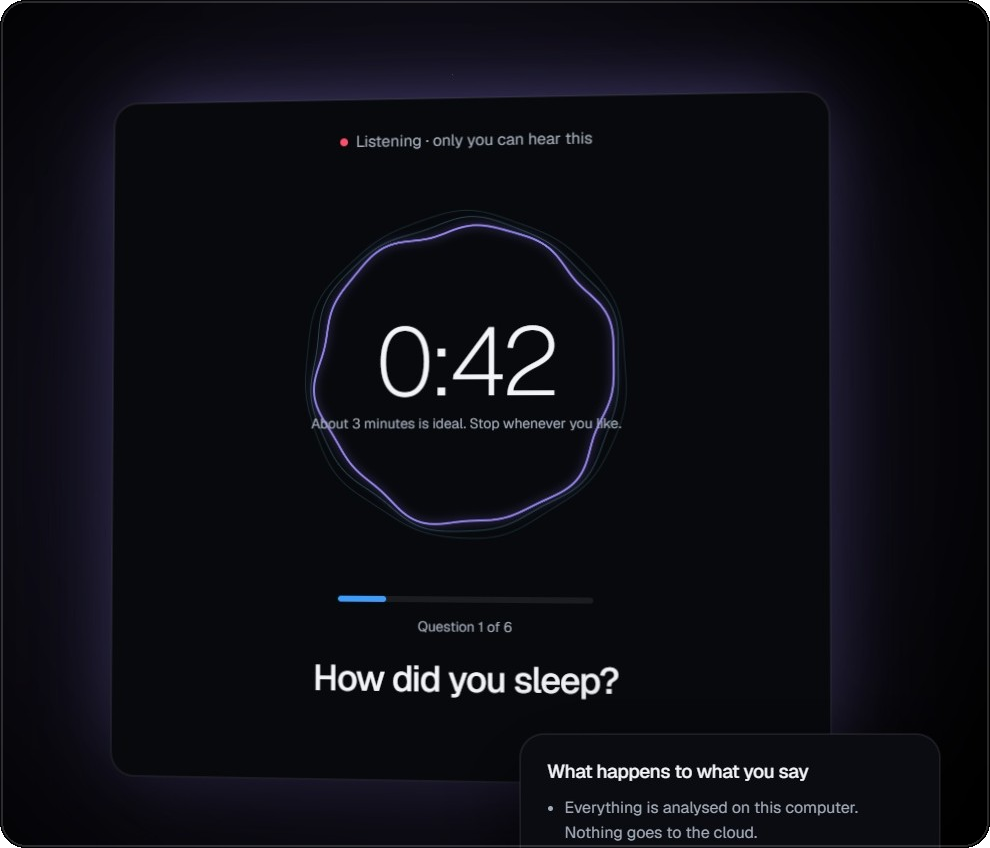 Listening · only you can hear this
0:42
About 3 minutes is ideal. Stop whenever you like.
Question 1 of 6
How did you sleep?
What happens to what you say
• Everything is analysed on this computer.
Nothing goes to the cloud.